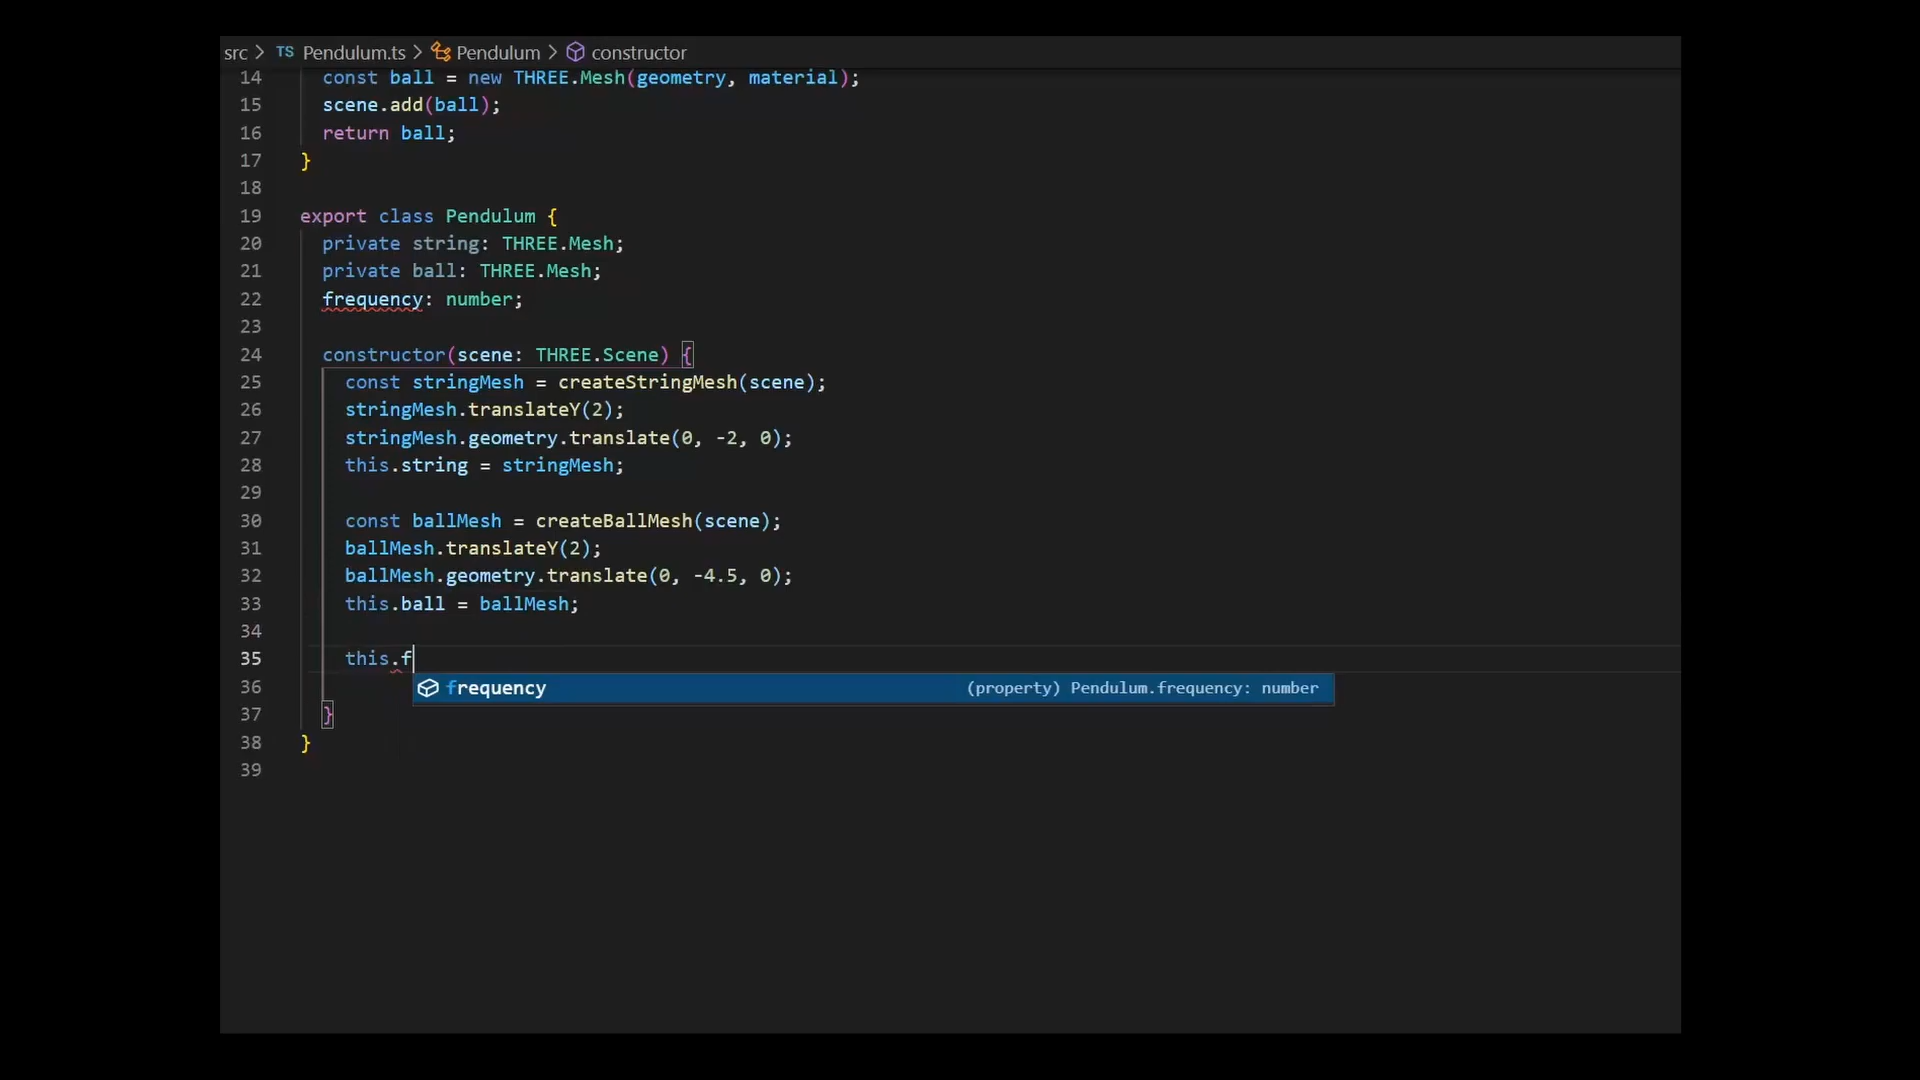 src > TS Pendulum.ts > Pendulum > constructor
14 const ball = new THREE.Mesh(geometry, material);
15 scene.add(ball);
16 return ball;
17 }
18
19 export class Pendulum {
20 private string: THREE.Mesh;
21 private ball: THREE.Mesh;
22 frequency: number;
23
24 constructor(scene: THREE.Scene) {
25 const stringMesh = createStringMesh(scene);
26 stringMesh.translateY(2);
27 stringMesh.geometry.translate(0, -2, 0);
28 this.string = stringMesh;
29
30 const ballMesh = createBallMesh(scene);
31 ballMesh.translateY(2);
32 ballMesh.geometry.translate(0, -4.5, 0);
33 this.ball = ballMesh;
34
35 this.f
36 frequency (property) Pendulum.frequency: number
37 }
38 }
39